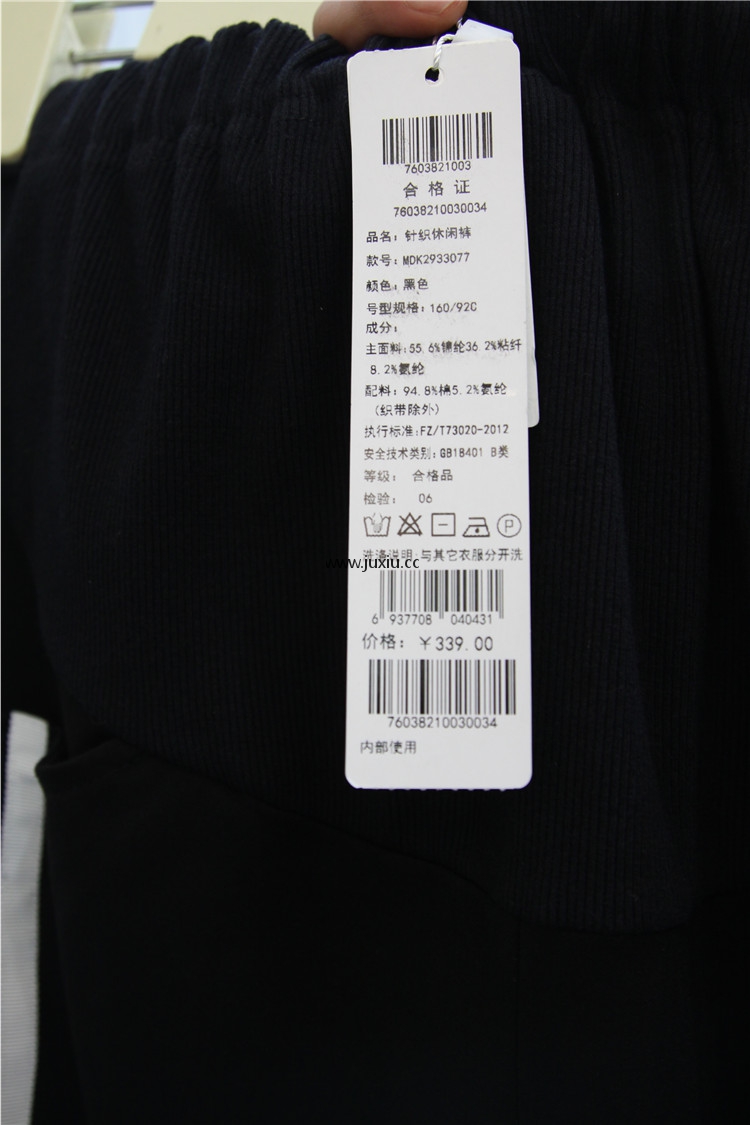 7603821003
合格证
76038210030034
品名: 针织休闲裤
款号: MDK2933077
颜色: 黑色
号型规格: 160/92C
成分:
主面料:55.6%锦纶36.2%粘纤
8.2%氨纶
配料: 94.8%棉5.2%氨纶
(织带除外)
执行标准:FZ/T73020-2012
安全技术类别:GB18401 B类
等级: 合格品
检验: 06
P
洗涤说明:与其它衣服分开洗
www.juxiu.cc
6 937708 040431
价格: ¥339.00
76038210030034
内部使用